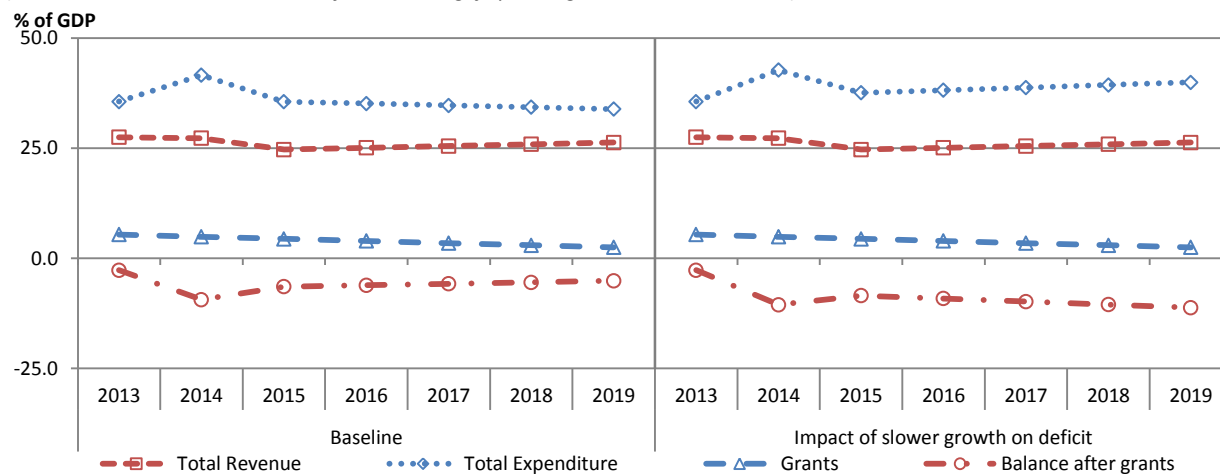 % of GDP
50.0
25.0
0.0
-25.0
2013 2014 2015 2016 2017 2018 2019 2013 2014 2015 2016 2017 2018 2019
Baseline Impact of slower growth on deficit
Total Revenue Total Expenditure Grants Balance after grants